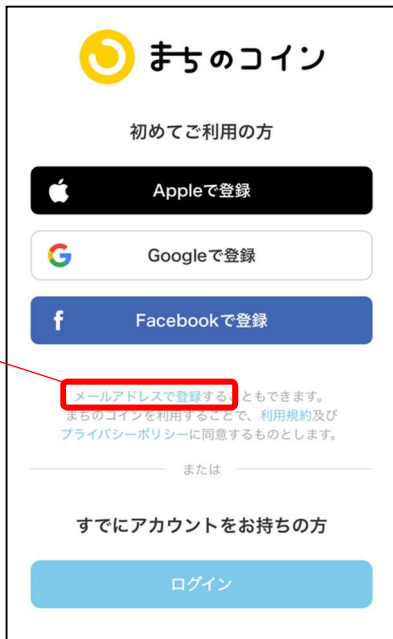 まちのコイン
初めてご利用の方
Appleで登録
Googleで登録
Facebookで登録
メールアドレスで登録することもできます。
まちのコインを利用することで、利用規約及び
プライバシーポリシーに同意するものとします。
または
すでにアカウントをお持ちの方
ログイン